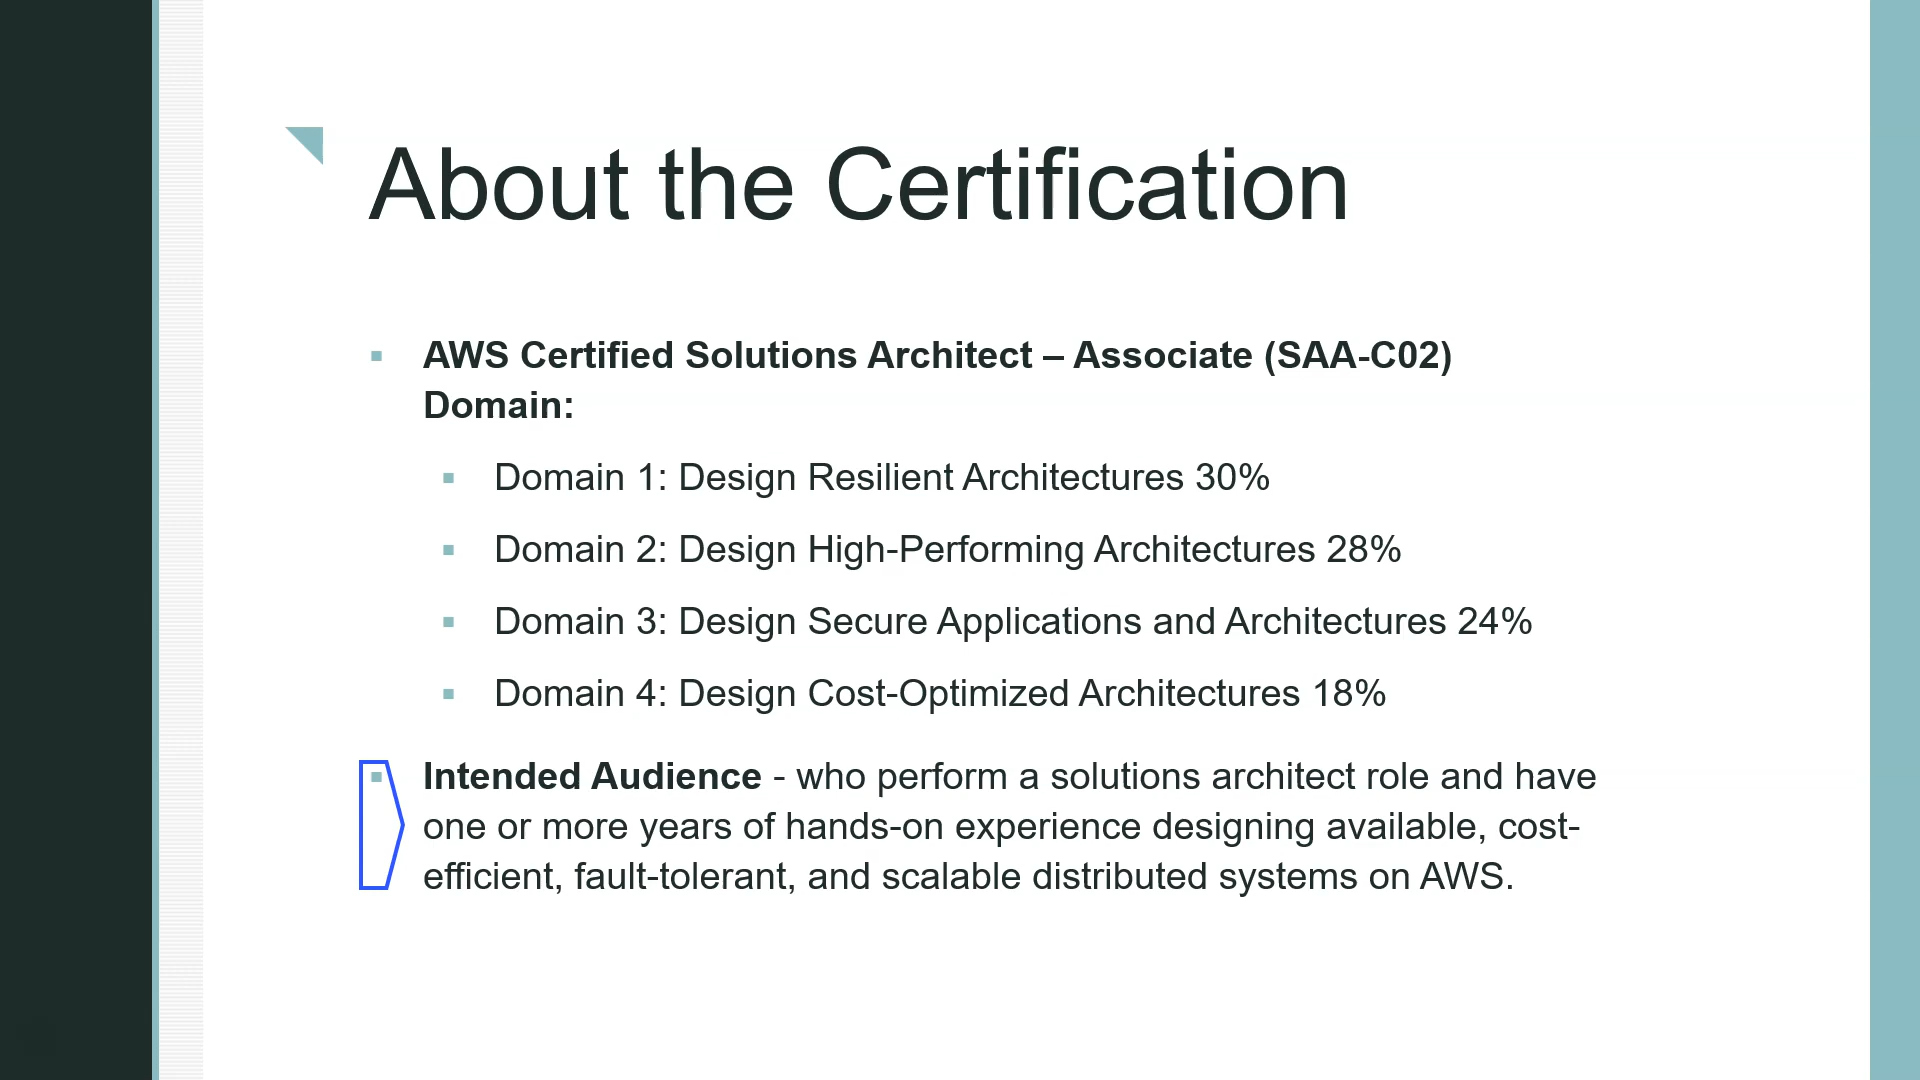 About the Certification
AWS Certified Solutions Architect – Associate (SAA-C02)
Domain:
Domain 1: Design Resilient Architectures 30%
Domain 2: Design High-Performing Architectures 28%
Domain 3: Design Secure Applications and Architectures 24%
Domain 4: Design Cost-Optimized Architectures 18%
Intended Audience - who perform a solutions architect role and have
one or more years of hands-on experience designing available, cost-
efficient, fault-tolerant, and scalable distributed systems on AWS.